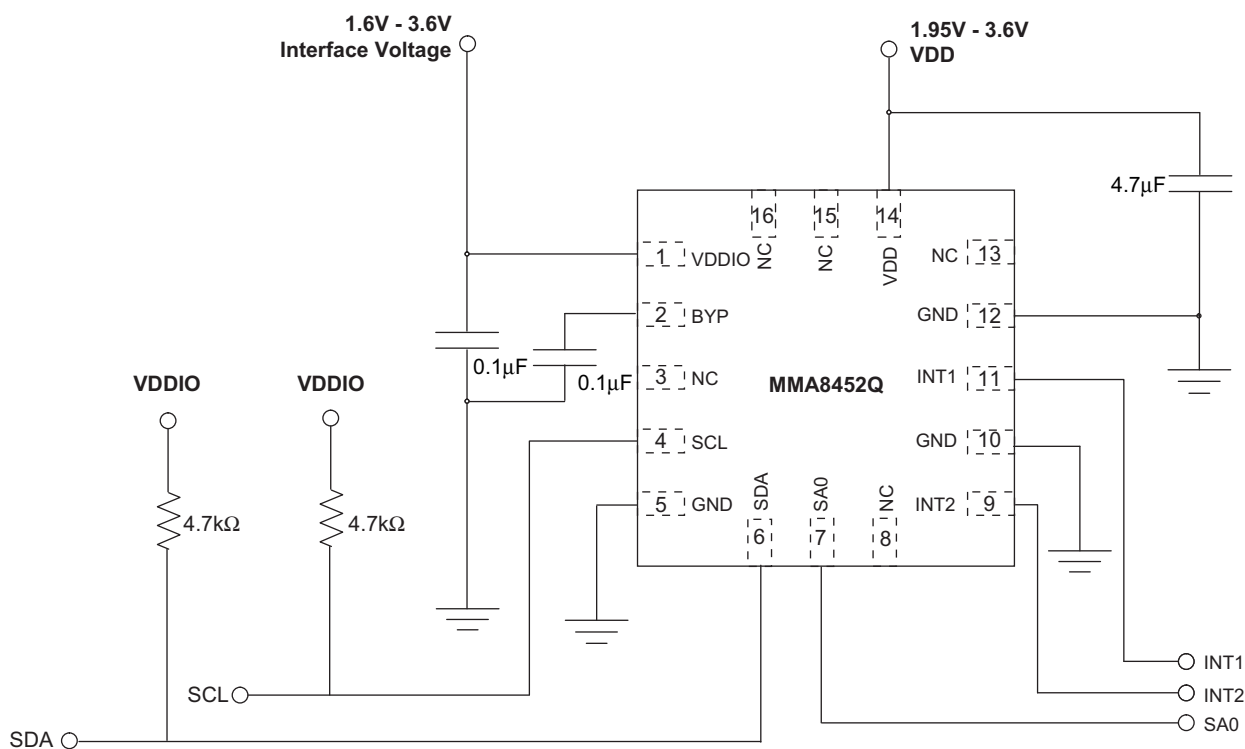 1.6V - 3.6V
Interface Voltage
1.95V - 3.6V
VDD
4.7μF
16
NC
15
NC
14
VDD
1 VDDIO
NC 13
2 BYP
GND 12
0.1μF
0.1μF
3 NC
MMA8452Q
INT1 11
VDDIO
VDDIO
4 SCL
GND 10
5 GND
SDA
6
SA0
7
NC
8
INT2 9
4.7kΩ
4.7kΩ
INT1
SCL
INT2
SA0
SDA